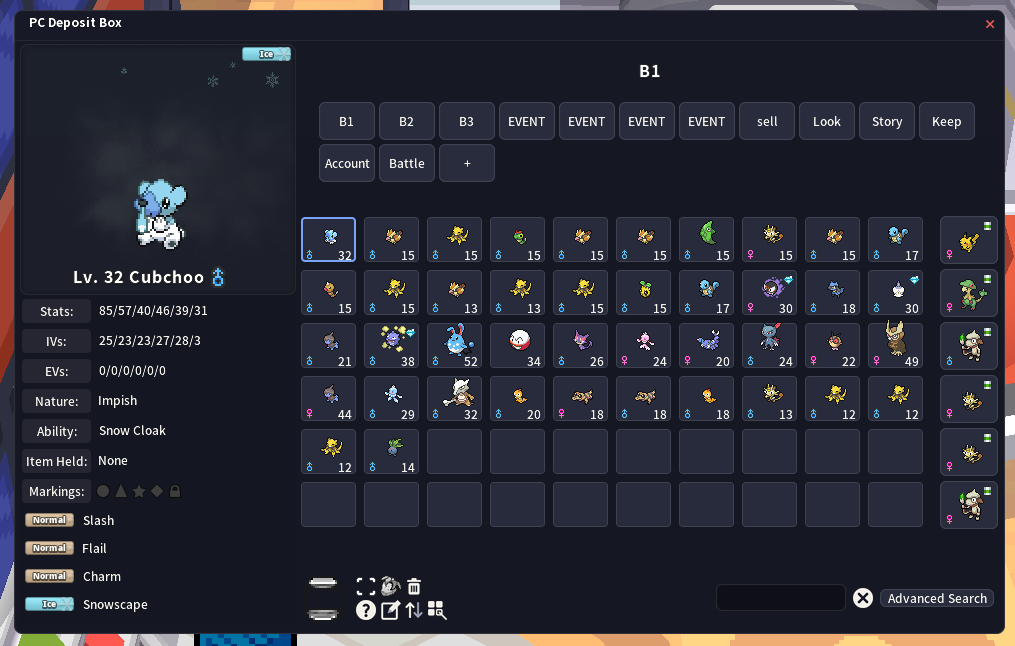 PC Deposit Box
Ice
B1
B1 B2 B3 EVENT EVENT EVENT EVENT sell Look Story Keep
Account Battle +
Lv. 32 Cubchoo ♂
Stats: 85/57/40/46/39/31
IVs: 25/23/23/27/28/3
EVs: 0/0/0/0/0/0
Nature: Impish
Ability: Snow Cloak
Item Held: None
Markings:
Normal Slash
Normal Flail
Normal Charm
Ice Snowscape
♂ 32 ♂ 15 ♂ 15 ♂ 15 ♂ 15 ♂ 15 ♂ 15 ♀ 15 ♂ 15 ♂ 17 ♀
♂ 15 ♂ 15 ♂ 13 ♂ 13 ♂ 15 ♂ 15 ♂ 17 ♀ 30 ♂ 18 ♂ 30 ♀
♂ 21 ♂ 38 ♂ 52 34 ♂ 26 ♀ 24 ♀ 20 ♂ 24 ♀ 22 ♀ 49 ♂
♀ 44 ♂ 29 ♂ 32 ♂ 20 ♀ 18 ♂ 18 ♂ 18 ♂ 13 ♂ 12 ♂ 12 ♀
♂ 12 ♂ 14 ♀
♀
?
Advanced Search